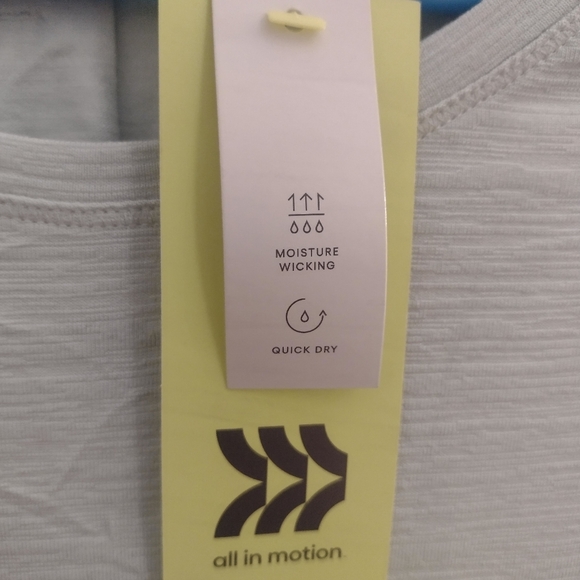 MOISTURE
WICKING
QUICK DRY
all in motion